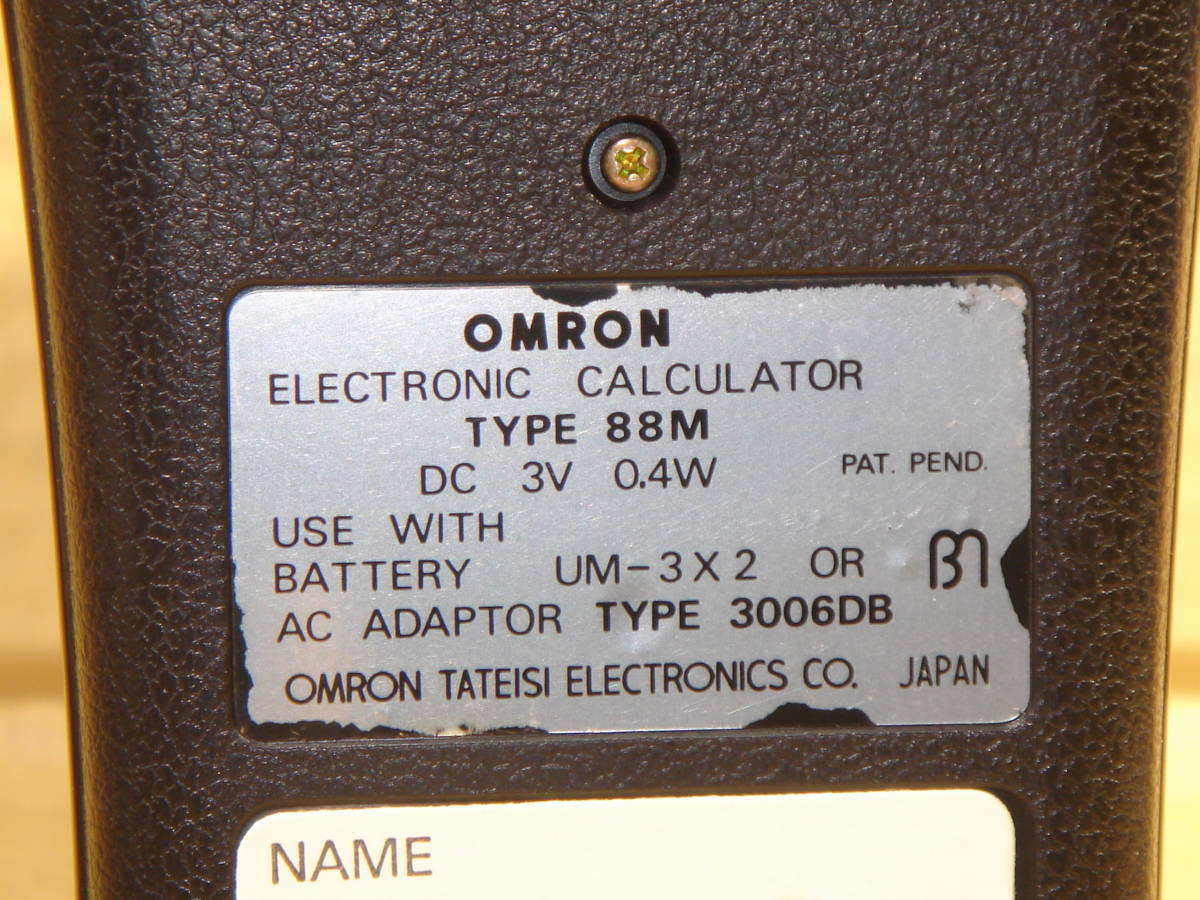 OMRON
ELECTRONIC CALCULATOR
TYPE 88M
DC 3V 0.4W PAT. PEND.
USE WITH
BATTERY UM-3X2 OR
AC ADAPTOR TYPE 3006DB
OMRON TATEISI ELECTRONICS CO. JAPAN
NAME